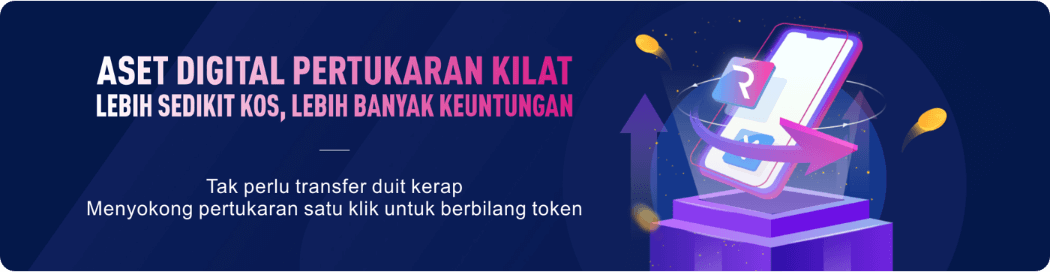 ASET DIGITAL PERTUKARAN KILAT
LEBIH SEDIKIT KOS, LEBIH BANYAK KEUNTUNGAN
Tak perlu transfer duit kerap
Menyokong pertukaran satu klik untuk berbilang token